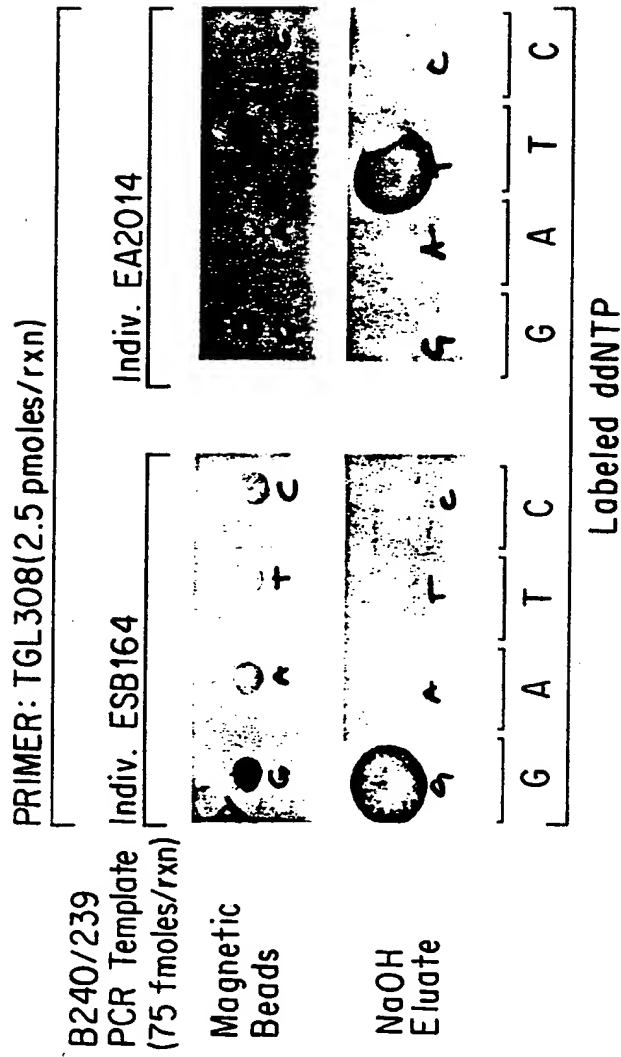 PRIMER: TGL308(2.5 pmoles/rxn)
B240/239
PCR Template
(75 fmoles/rxn)
Indiv. ESB164
Indiv. EA2014
Magnetic
Beads
G A T C
C
NaOH
Eluate
G A T C
G A T C
G A T C
G A T C
Labeled ddNTP